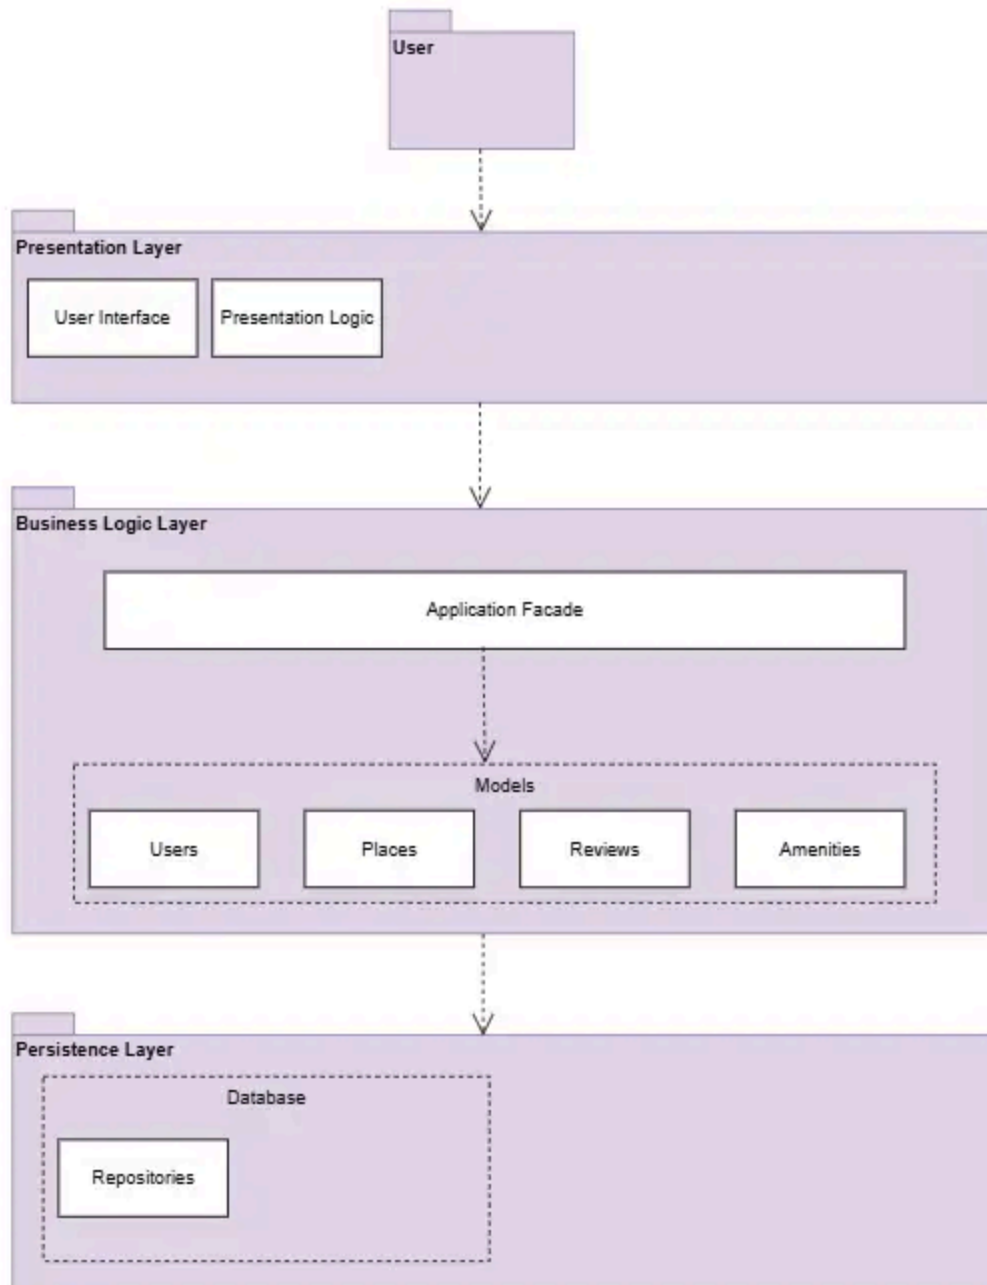 User
Presentation Layer
User Interface
Presentation Logic
Business Logic Layer
Application Facade
Models
Users
Places
Reviews
Amenities
Persistence Layer
Database
Repositories